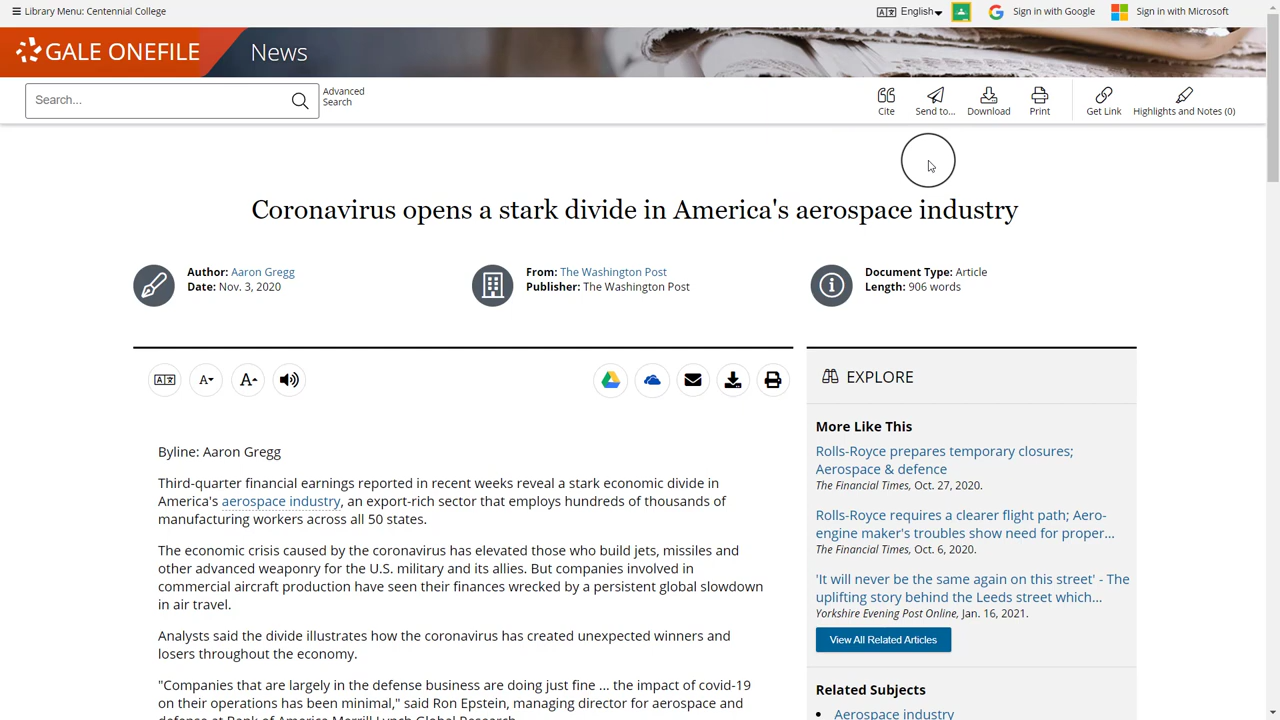 Library Menu: Centennial College
English
Sign in with Google
Sign in with Microsoft
GALE ONEFILE
News
Search...
Advanced
Search
Cite
Send to...
Download
Print
Get Link
Highlights and Notes (0)
Coronavirus opens a stark divide in America's aerospace industry
Author: Aaron Gregg
Date: Nov. 3, 2020
From: The Washington Post
Publisher: The Washington Post
Document Type: Article
Length: 906 words
Byline: Aaron Gregg
Third-quarter financial earnings reported in recent weeks reveal a stark economic divide in
America's aerospace industry, an export-rich sector that employs hundreds of thousands of
manufacturing workers across all 50 states.
The economic crisis caused by the coronavirus has elevated those who build jets, missiles and
other advanced weaponry for the U.S. military and its allies. But companies involved in
commercial aircraft production have seen their finances wrecked by a persistent global slowdown
in air travel.
Analysts said the divide illustrates how the coronavirus has created unexpected winners and
losers throughout the economy.
"Companies that are largely in the defense business are doing just fine ... the impact of covid-19
on their operations has been minimal," said Ron Epstein, managing director for aerospace and
defense at Bank of America Merrill Lynch Global Research.
EXPLORE
More Like This
Rolls-Royce prepares temporary closures;
Aerospace & defence
The Financial Times, Oct. 27, 2020.
Rolls-Royce requires a clearer flight path; Aero-
engine maker's troubles show need for proper...
The Financial Times, Oct. 6, 2020.
'It will never be the same again on this street' - The
uplifting story behind the Leeds street which...
Yorkshire Evening Post Online, Jan. 16, 2021.
View All Related Articles
Related Subjects
Aerospace industry